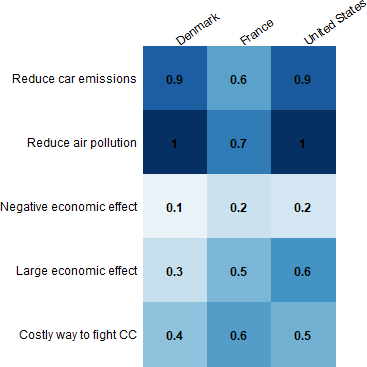 Denmark France United States
Reduce car emissions 0.9 0.6 0.9
Reduce air pollution 1 0.7 1
Negative economic effect 0.1 0.2 0.2
Large economic effect 0.3 0.5 0.6
Costly way to fight CC 0.4 0.6 0.5